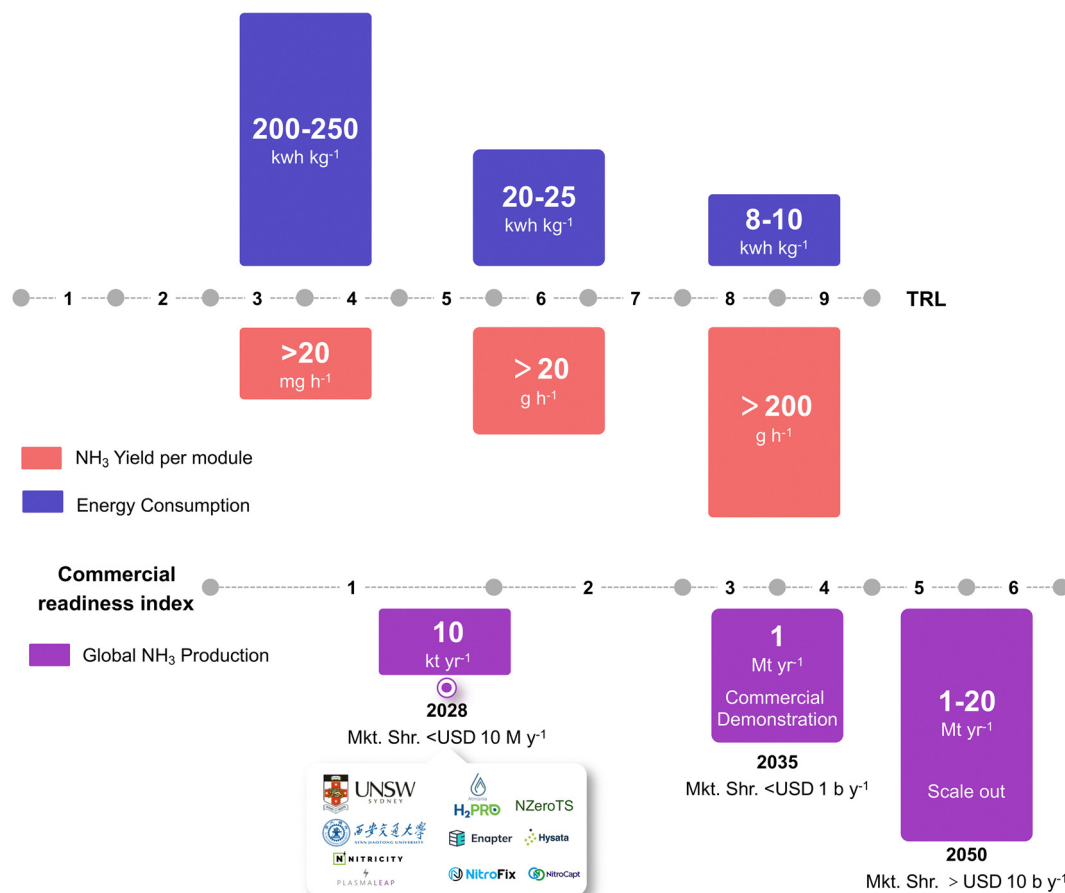 200-250
kwh kg⁻¹
20-25
kwh kg⁻¹
8-10
kwh kg⁻¹
1 2 3 4 5 6 7 8 9 TRL
>20
mg h⁻¹
> 20
g h⁻¹
> 200
g h⁻¹
NH₃ Yield per module
Energy Consumption
Commercial
readiness index
1 2 3 4 5 6
Global NH₃ Production
10
kt yr⁻¹
2028
Mkt. Shr. <USD 10 M y⁻¹
1
Mt yr⁻¹
Commercial
Demonstration
2035
Mkt. Shr. <USD 1 b y⁻¹
1-20
Mt yr⁻¹
Scale out
2050
Mkt. Shr. > USD 10 b y⁻¹
UNSW
SYDNEY
西安交通大学
XI'AN JIAOTONG UNIVERSITY
N NITRICITY
PLASMALEAP
H₂PRO
NZeroTS
Enapter
Hysata
NitroFix
NitroCapt